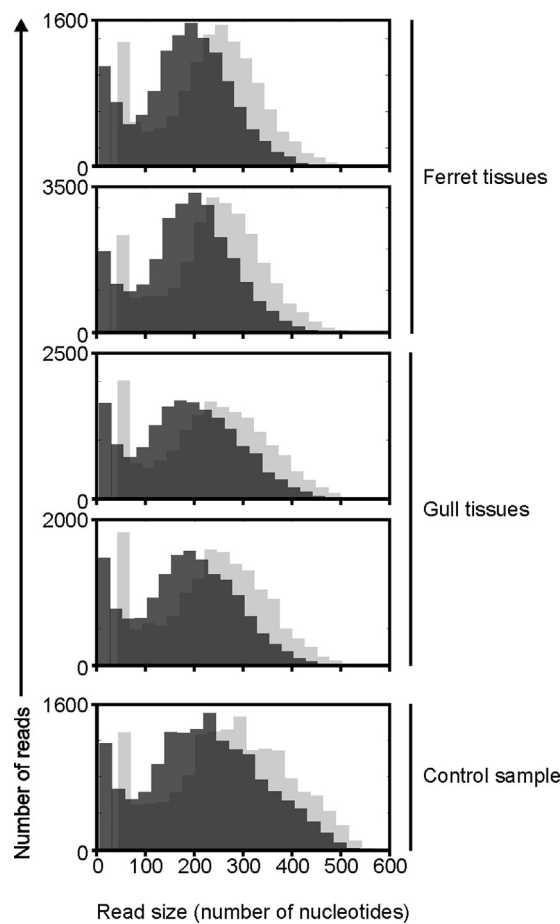 1600
0
3500
0
Ferret tissues
2500
0
2000
0
Gull tissues
1600
0
Control sample
0 100 200 300 400 500 600
Read size (number of nucleotides)
Number of reads